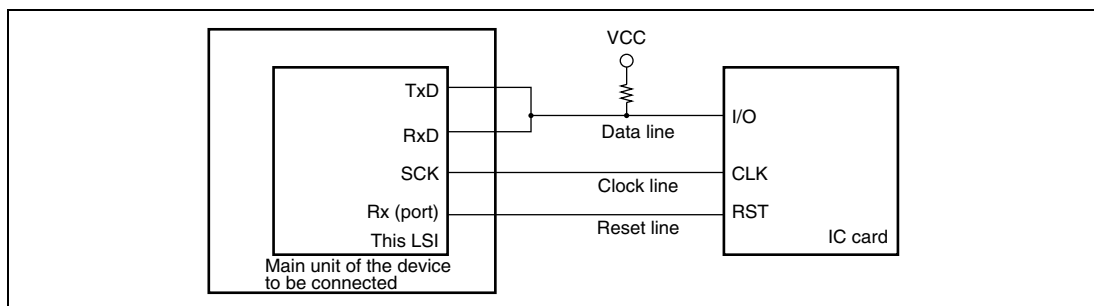 VCC
TxD
RxD
SCK
Rx (port)
This LSI
Main unit of the device
to be connected
Data line
Clock line
Reset line
I/O
CLK
RST
IC card